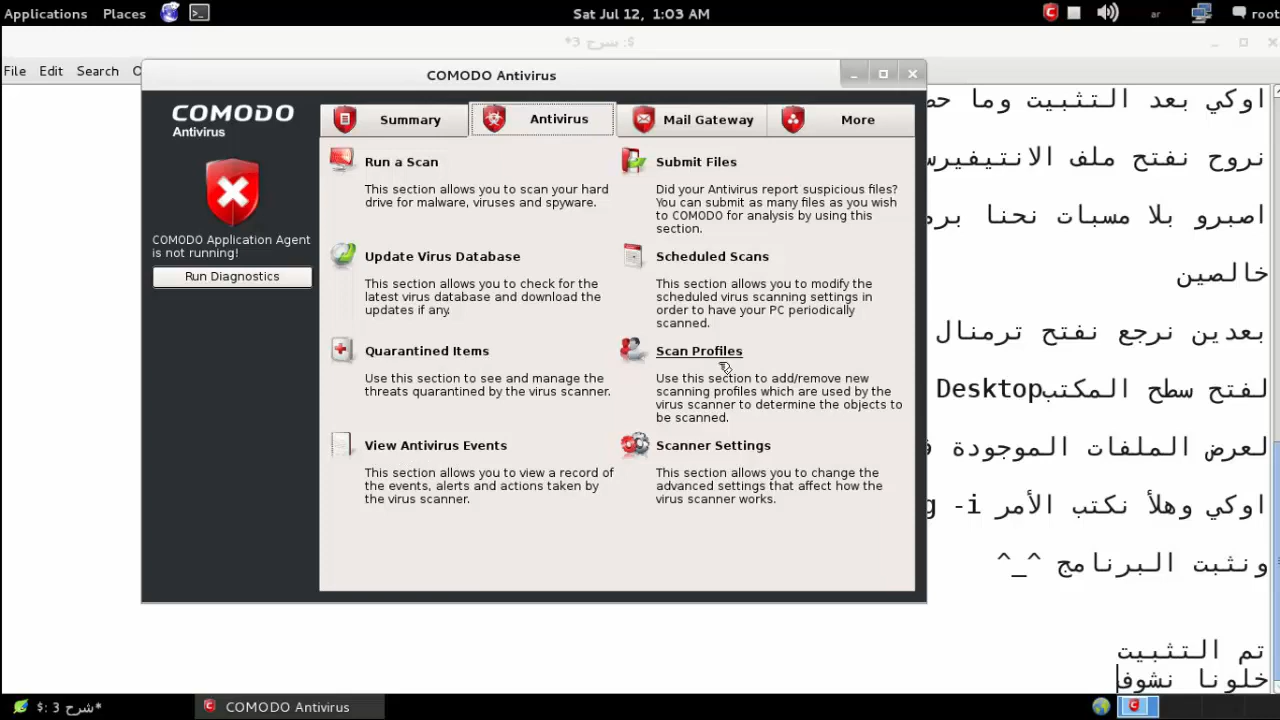 Applications Places
Sat Jul 12, 1:03 AM
ar
root
*شرح 3 :$
File Edit Search
COMODO Antivirus
COMODO
Antivirus
COMODO Application Agent
is not running!
Run Diagnostics
Summary
Antivirus
Mail Gateway
More
Run a Scan
This section allows you to scan your hard
drive for malware, viruses and spyware.
Update Virus Database
This section allows you to check for the
latest virus database and download the
updates if any.
Quarantined Items
Use this section to see and manage the
threats quarantined by the virus scanner.
View Antivirus Events
This section allows you to view a record of
the events, alerts and actions taken by
the virus scanner.
Submit Files
Did your Antivirus report suspicious files?
You can submit as many files as you wish
to COMODO for analysis by using this
section.
Scheduled Scans
This section allows you to modify the
scheduled virus scanning settings in
order to have your PC periodically
scanned.
Scan Profiles
Use this section to add/remove new
scanning profiles which are used by the
virus scanner to determine the objects to
be scanned.
Scanner Settings
This section allows you to change the
advanced settings that affect how the
virus scanner works.
اوكي بعد التثبيت وما
نروح نفتح ملف
اصبرو بلا مسبات نحنا
خالصين
بعدين نرجع نفتح ترمنال
لفتح سطح المكتبDesktop
لعرض الملفات الموجودة
اوكي وهلأ نكتب الأمر -i
ونثبت البرنامج ^_^
تم التثبيت
خلونا نشوف
*شرح 3 :$
COMODO Antivirus